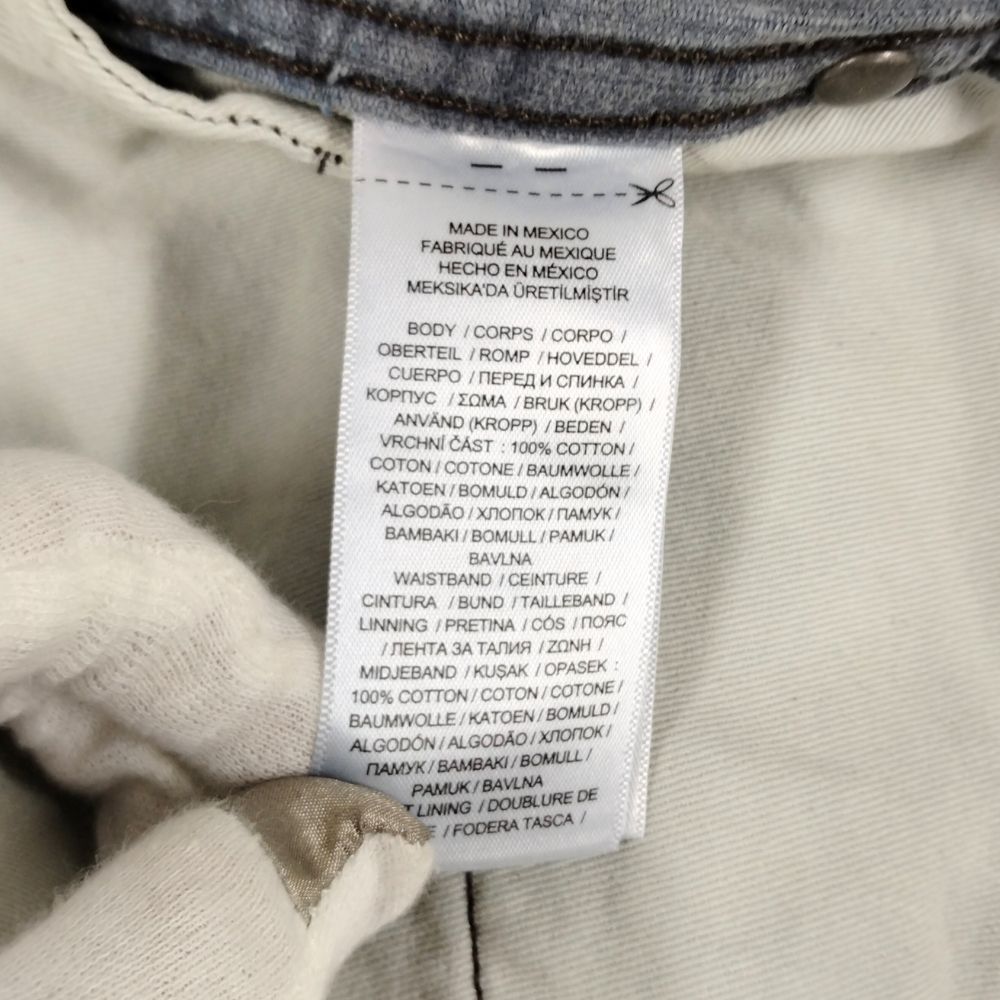 MADE IN MEXICO
FABRIQUÉ AU MEXIQUE
HECHO EN MÉXICO
MEKSIKA'DA ÜRETİLMİŞTİR
BODY / CORPS / CORPO /
OBERTEIL / ROMP / HOVEDDEL /
CUERPO / ПЕРЕД И СПИНКА /
КОРПУС / ΣΩΜΑ / BRUK (KROPP) /
ANVÄND (KROPP) / BEDEN /
VRCHNÍ ČÁST : 100% COTTON /
COTON / COTONE / BAUMWOLLE /
KATOEN / BOMULD / ALGODÓN /
ALGODÃO / ХЛОПОК / ПАМУК /
BAMBAKI / BOMULL / PAMUK /
BAVLNA
WAISTBAND / CEINTURE /
CINTURA / BUND / TAILLEBAND /
LINNING / PRETINA / CÓS / ПОЯС
/ ЛЕНТА ЗА ТАЛИЯ / ΖΩΝΗ /
MIDJEBAND / KUŞAK / OPASEK :
100% COTTON / COTON / COTONE /
BAUMWOLLE / KATOEN / BOMULD /
ALGODÓN / ALGODÃO / ХЛОПОК /
ПАМУК / BAMBAKI / BOMULL /
PAMUK / BAVLNA
LINING / DOUBLURE DE
/ FODERA TASCA /